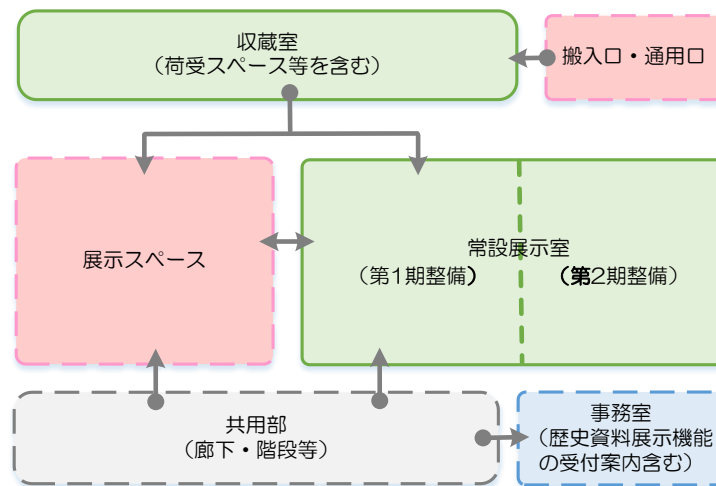 収蔵室
（荷受スペース等を含む）
搬入口・通用口
展示スペース
常設展示室
（第1期整備）
（第2期整備）
共用部
（廊下・階段等）
事務室
（歴史資料展示機能
の受付案内含む）